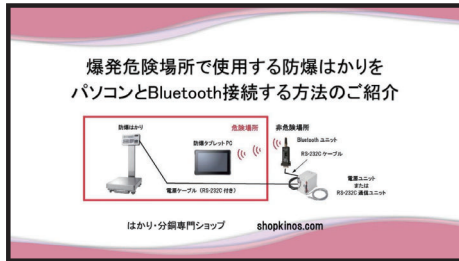 爆発危険場所で使用する防爆はかりを
パソコンとBluetooth接続する方法のご紹介
防爆はかり
危険場所
非危険場所
防爆タブレットPC
Bluetooth ユニット
RS-232C ケーブル
電源ケーブル（RS-232C 付き）
電源ユニット
または
RS-232C 通信ユニット
はかり・分銅専門ショップ shopkinos.com